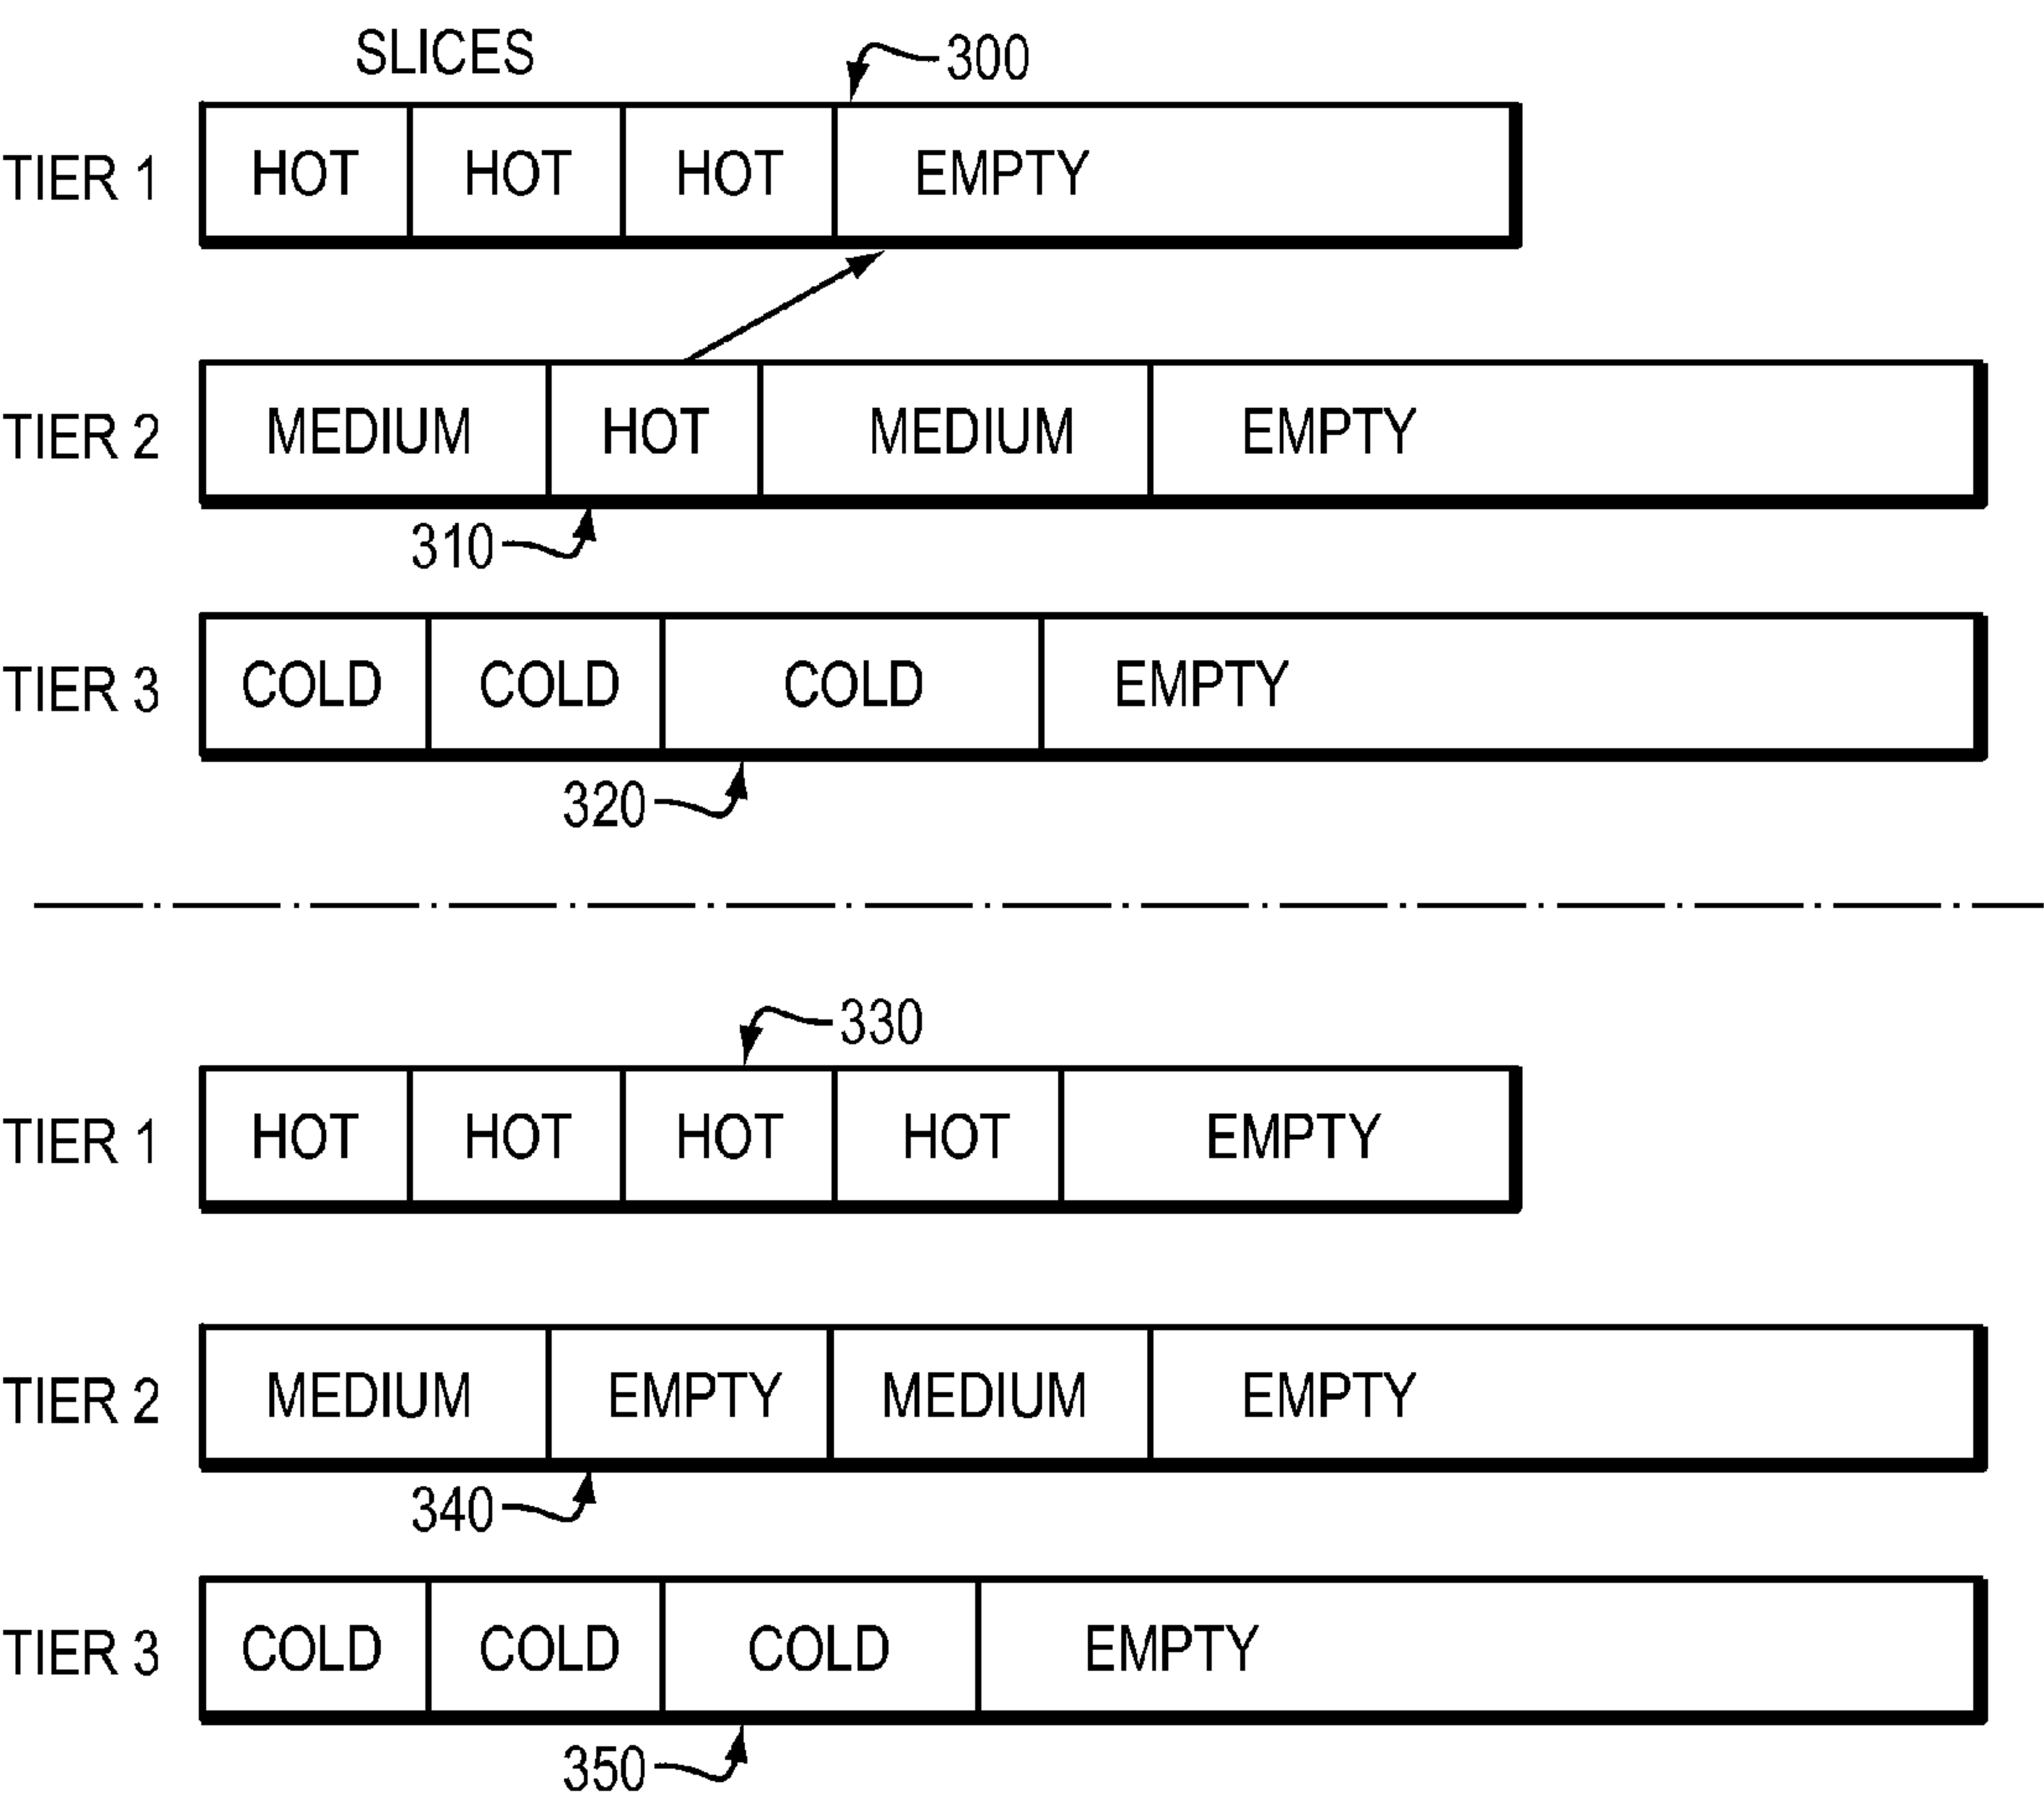 SLICES 300
TIER 1 HOT HOT HOT EMPTY
TIER 2 MEDIUM HOT MEDIUM EMPTY
310
TIER 3 COLD COLD COLD EMPTY
320
330
TIER 1 HOT HOT HOT HOT EMPTY
TIER 2 MEDIUM EMPTY MEDIUM EMPTY
340
TIER 3 COLD COLD COLD EMPTY
350